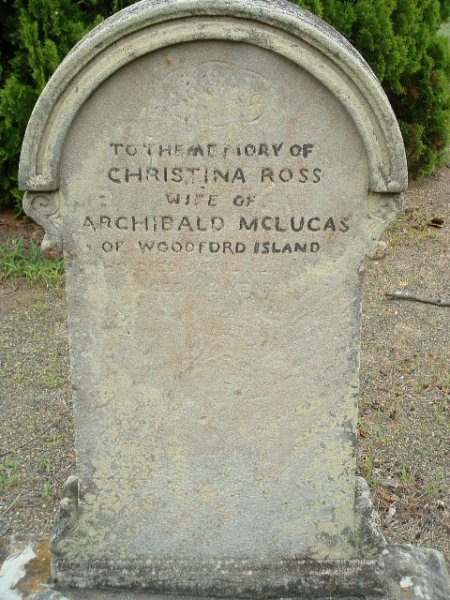 TO THE MEMORY OF
CHRISTINA ROSS
WIFE OF
ARCHIBALD MCLUCAS
OF WOODFORD ISLAND